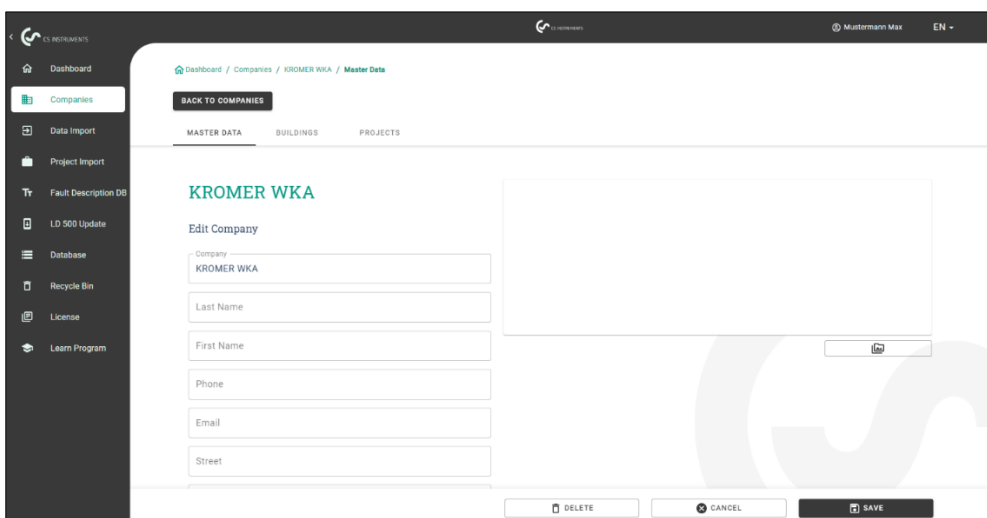 CS INSTRUMENTS
CS INSTRUMENTS
Mustermann Max
EN
Dashboard
Companies
Data Import
Project Import
Fault Description DB
LD 500 Update
Database
Recycle Bin
License
Learn Program
Dashboard / Companies / KROMER WKA / Master Data
BACK TO COMPANIES
MASTER DATA
BUILDINGS
PROJECTS
KROMER WKA
Edit Company
Company
KROMER WKA
Last Name
First Name
Phone
Email
Street
DELETE
CANCEL
SAVE